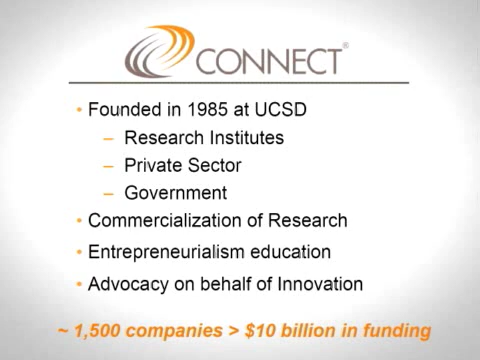 CONNECT®
• Founded in 1985 at UCSD
– Research Institutes
– Private Sector
– Government
• Commercialization of Research
• Entrepreneurialism education
• Advocacy on behalf of Innovation
~ 1,500 companies > $10 billion in funding